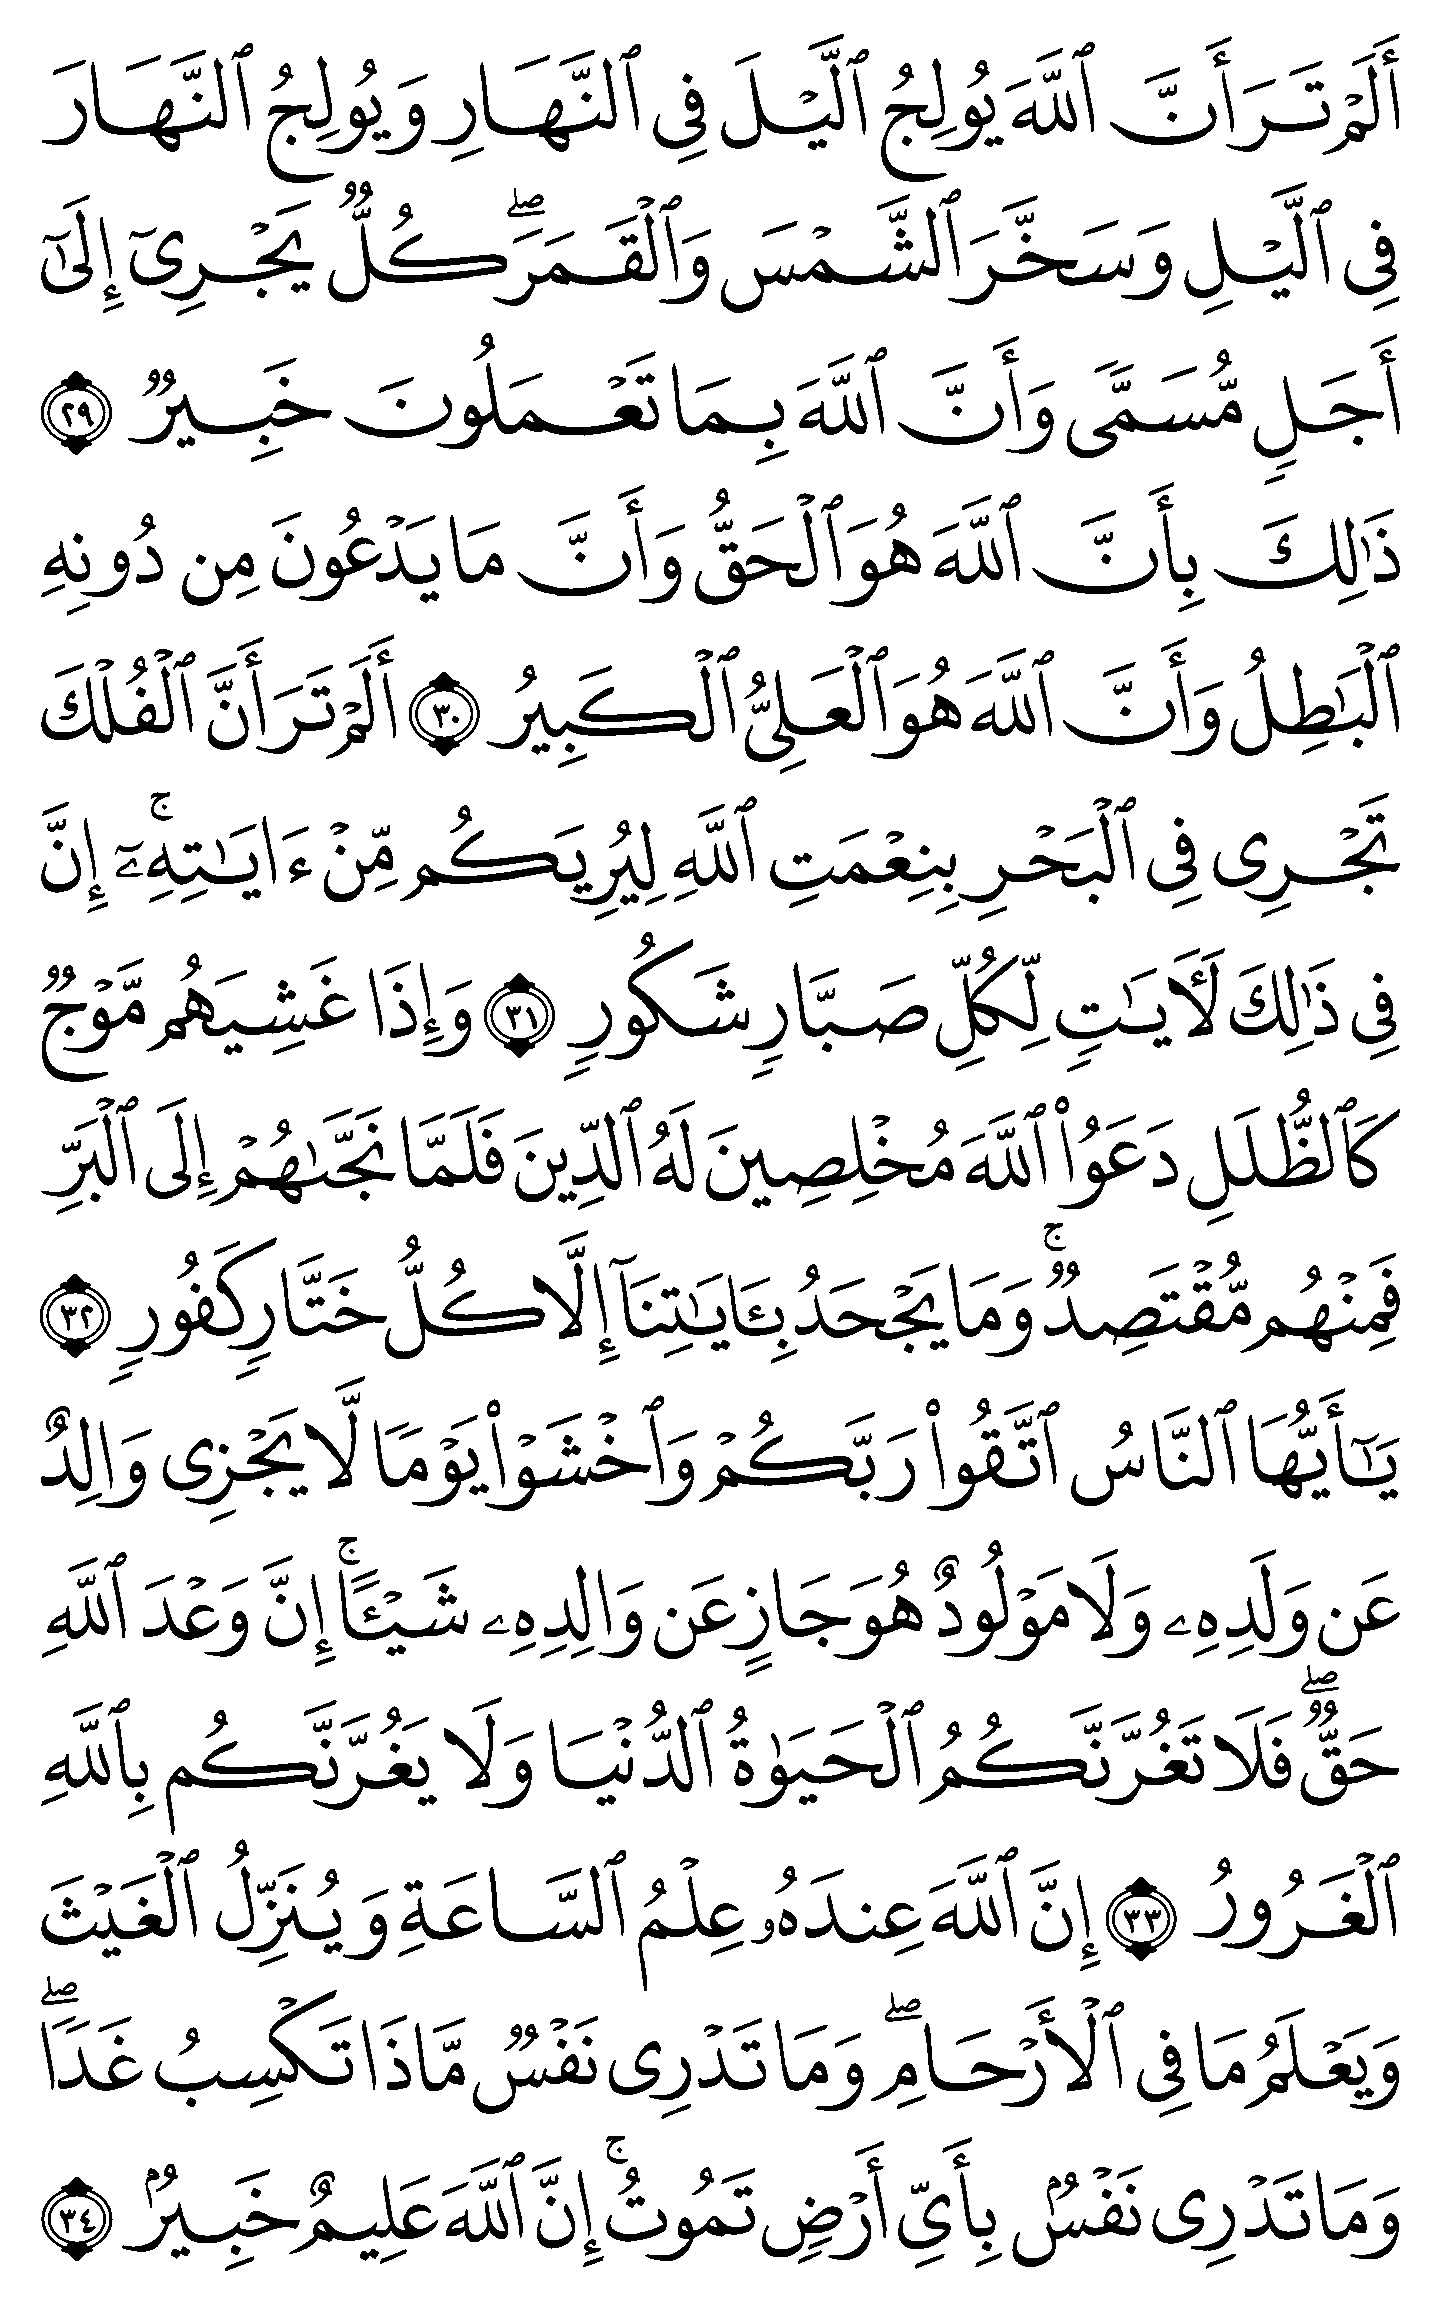 أَلَمۡ تَرَ أَنَّ ٱللَّهَ يُولِجُ ٱلَّيۡلَ فِي ٱلنَّهَارِ وَيُولِجُ ٱلنَّهَارَ
فِي ٱلَّيۡلِ وَسَخَّرَ ٱلشَّمۡسَ وَٱلۡقَمَرَۖ كُلّٞ يَجۡرِيٓ إِلَىٰٓ
أَجَلٖ مُّسَمّٗى وَأَنَّ ٱللَّهَ بِمَا تَعۡمَلُونَ خَبِيرٞ ٢٩
ذَٰلِكَ بِأَنَّ ٱللَّهَ هُوَ ٱلۡحَقُّ وَأَنَّ مَا يَدۡعُونَ مِن دُونِهِ
ٱلۡبَٰطِلُ وَأَنَّ ٱللَّهَ هُوَ ٱلۡعَلِيُّ ٱلۡكَبِيرُ ٣٠ أَلَمۡ تَرَ أَنَّ ٱلۡفُلۡكَ
تَجۡرِي فِي ٱلۡبَحۡرِ بِنِعۡمَتِ ٱللَّهِ لِيُرِيَكُم مِّنۡ ءَايَٰتِهِۦٓۚ إِنَّ
فِي ذَٰلِكَ لَأٓيَٰتٖ لِّكُلِّ صَبَّارٖ شَكُورٖ ٣١ وَإِذَا غَشِيَهُم مَّوۡجٞ
كَٱلظُّلَلِ دَعَوُاْ ٱللَّهَ مُخۡلِصِينَ لَهُ ٱلدِّينَ فَلَمَّا نَجَّىٰهُمۡ إِلَى ٱلۡبَرِّ
فَمِنۡهُم مُّقۡتَصِدٞۚ وَمَا يَجۡحَدُ بِـَٔايَٰتِنَآ إِلَّا كُلُّ خَتَّارٖ كَفُورٖ ٣٢
يَٰٓأَيُّهَا ٱلنَّاسُ ٱتَّقُواْ رَبَّكُمۡ وَٱخۡشَوۡاْ يَوۡمٗا لَّا يَجۡزِي وَالِدٌ
عَن وَلَدِهِۦ وَلَا مَوۡلُودٌ هُوَ جَازٍ عَن وَالِدِهِۦ شَيۡـًٔاۚ إِنَّ وَعۡدَ ٱللَّهِ
حَقّٞۖ فَلَا تَغُرَّنَّكُمُ ٱلۡحَيَوٰةُ ٱلدُّنۡيَا وَلَا يَغُرَّنَّكُم بِٱللَّهِ
ٱلۡغَرُورُ ٣٣ إِنَّ ٱللَّهَ عِندَهُۥ عِلۡمُ ٱلسَّاعَةِ وَيُنَزِّلُ ٱلۡغَيۡثَ
وَيَعۡلَمُ مَا فِي ٱلۡأَرۡحَامِۖ وَمَا تَدۡرِي نَفۡسٞ مَّاذَا تَكۡسِبُ غَدٗاۖ
وَمَا تَدۡرِي نَفۡسُۢ بِأَيِّ أَرۡضٖ تَمُوتُۚ إِنَّ ٱللَّهَ عَلِيمٌ خَبِيرُۢ ٣٤